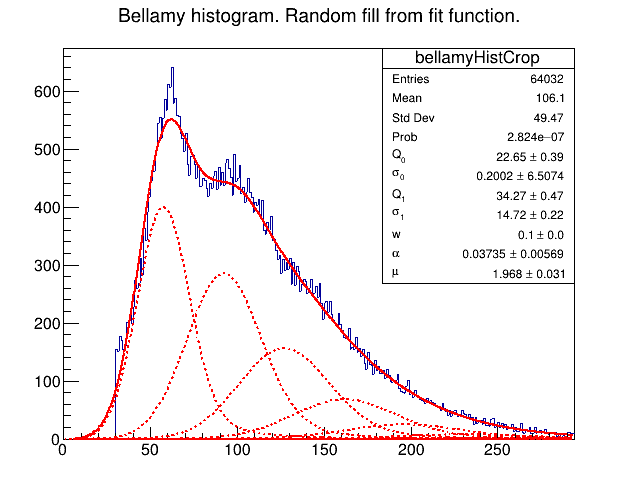 Bellamy histogram. Random fill from fit function.
bellamyHistCrop
Entries 64032
Mean 106.1
Std Dev 49.47
Prob 2.824e−07
Q₀ 22.65 ± 0.39
σ₀ 0.2002 ± 6.5074
Q₁ 34.27 ± 0.47
σ₁ 14.72 ± 0.22
w 0.1 ± 0.0
α 0.03735 ± 0.00569
μ 1.968 ± 0.031
600
500
400
300
200
100
0
0 50 100 150 200 250